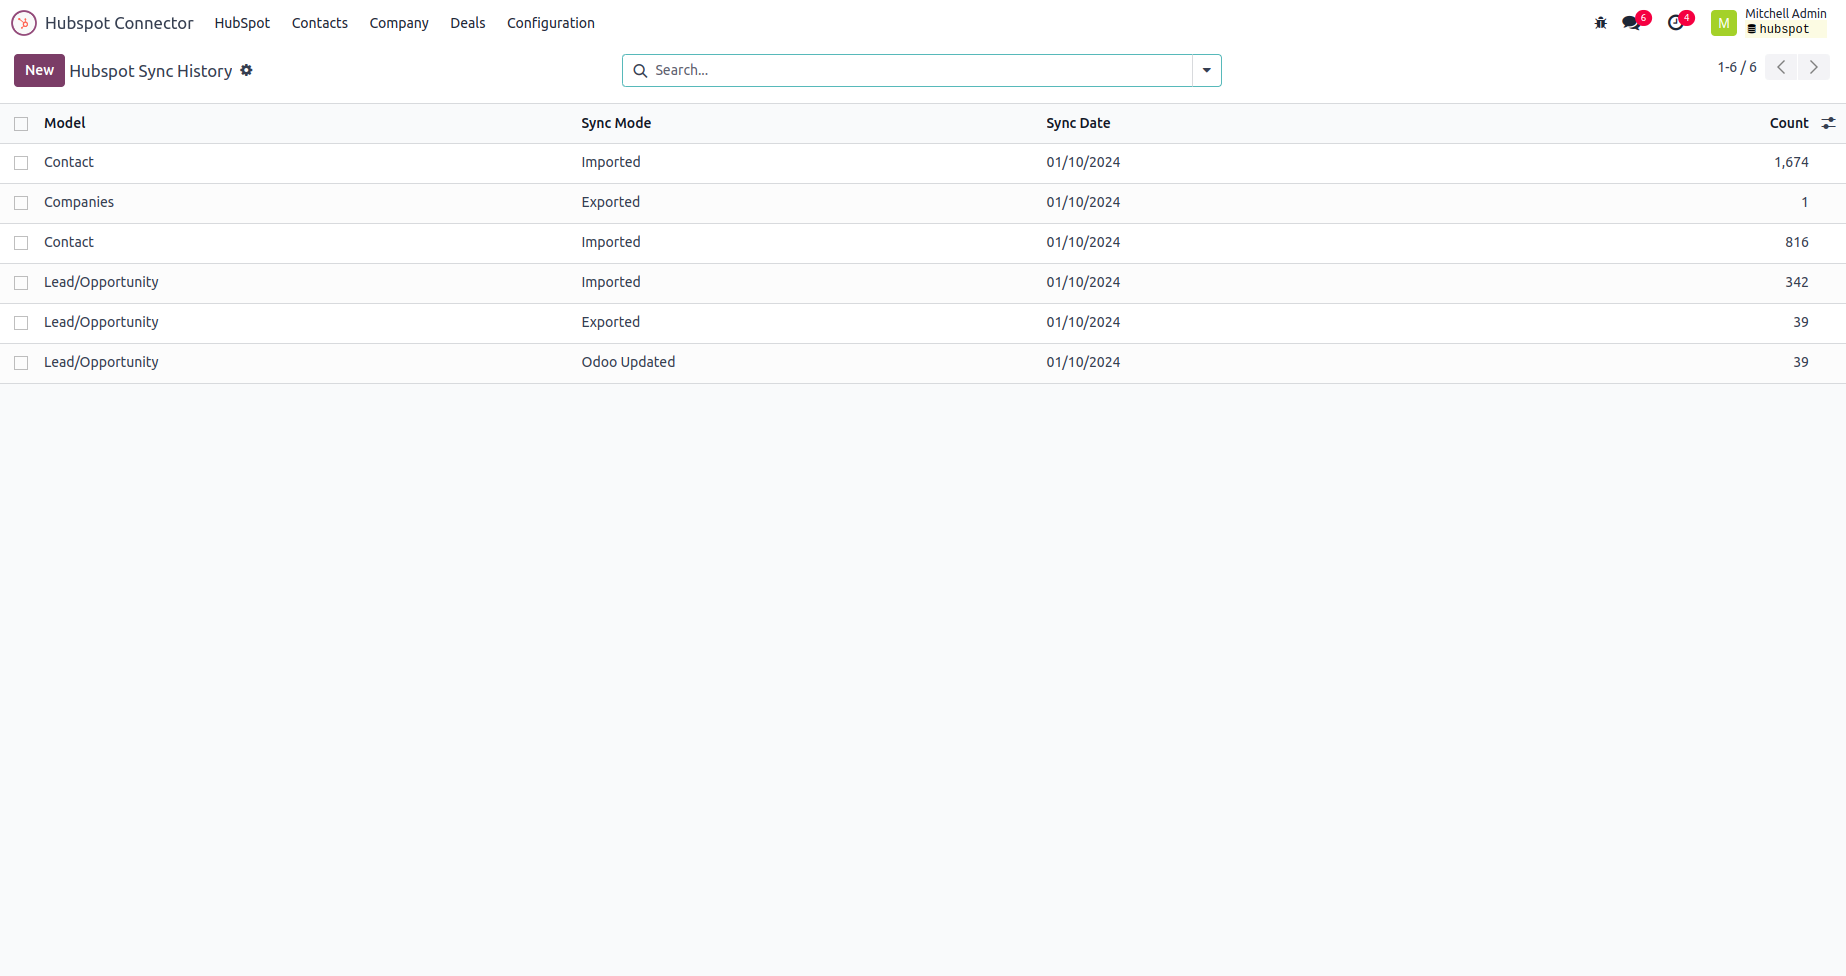 Hubspot Connector HubSpot Contacts Company Deals Configuration 6 4 M Mitchell Admin
hubspot
New Hubspot Sync History Search... 1-6 / 6
Model Sync Mode Sync Date Count
Contact Imported 01/10/2024 1,674
Companies Exported 01/10/2024 1
Contact Imported 01/10/2024 816
Lead/Opportunity Imported 01/10/2024 342
Lead/Opportunity Exported 01/10/2024 39
Lead/Opportunity Odoo Updated 01/10/2024 39